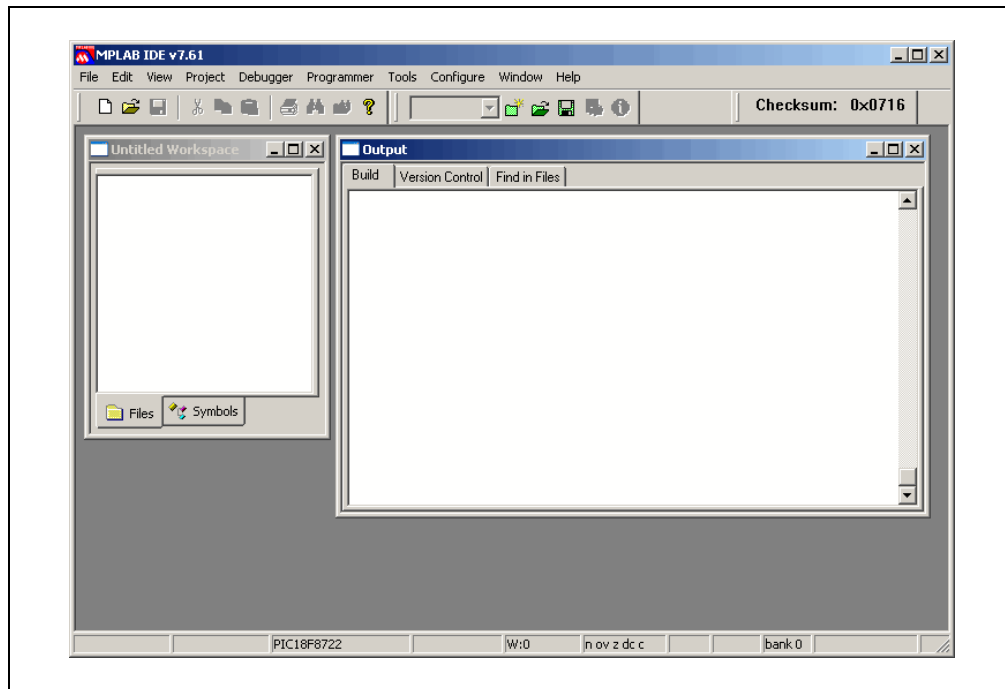 MPLAB IDE v7.61
File Edit View Project Debugger Programmer Tools Configure Window Help
Checksum: 0x0716
Untitled Workspace
Output
Build Version Control Find in Files
Files Symbols
PIC18F8722 W:0 n ov z dc c bank 0